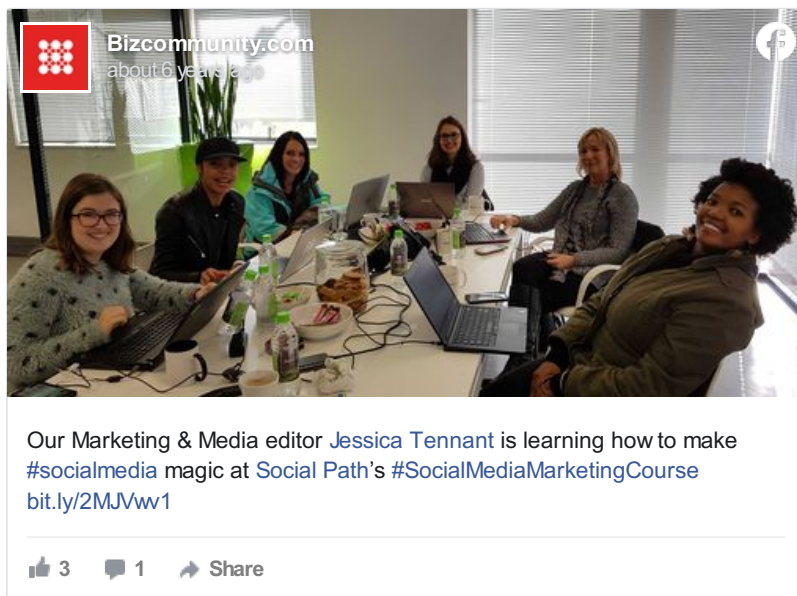 Bizcommunity.com
about 6 years ago
Our Marketing & Media editor Jessica Tennant is learning how to make
#socialmedia magic at Social Path's #SocialMediaMarketingCourse
bit.ly/2MJVwv1
3 1 Share